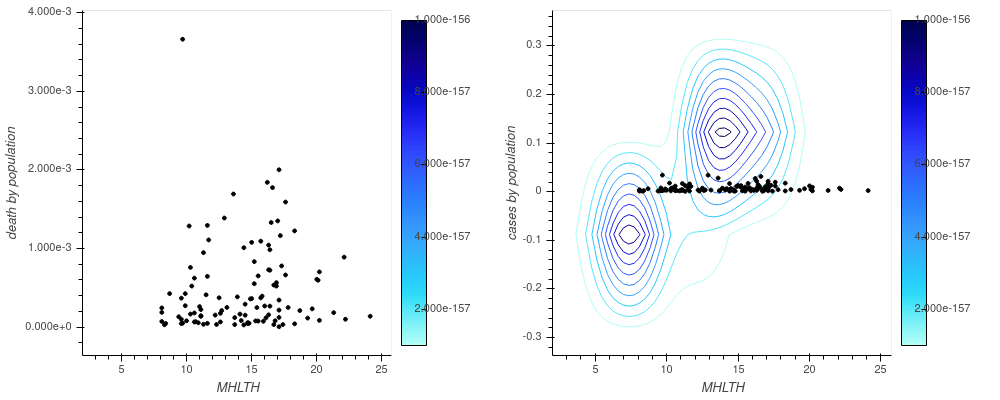 4.000e-3
3.000e-3
2.000e-3
1.000e-3
0.000e+0
death by population
5
10
15
20
25
MHLTH
1.000e-156
8.000e-157
6.000e-157
4.000e-157
2.000e-157
0.3
0.2
0.1
0
-0.1
-0.2
-0.3
cases by population
5
10
15
20
25
MHLTH
1.000e-156
8.000e-157
6.000e-157
4.000e-157
2.000e-157